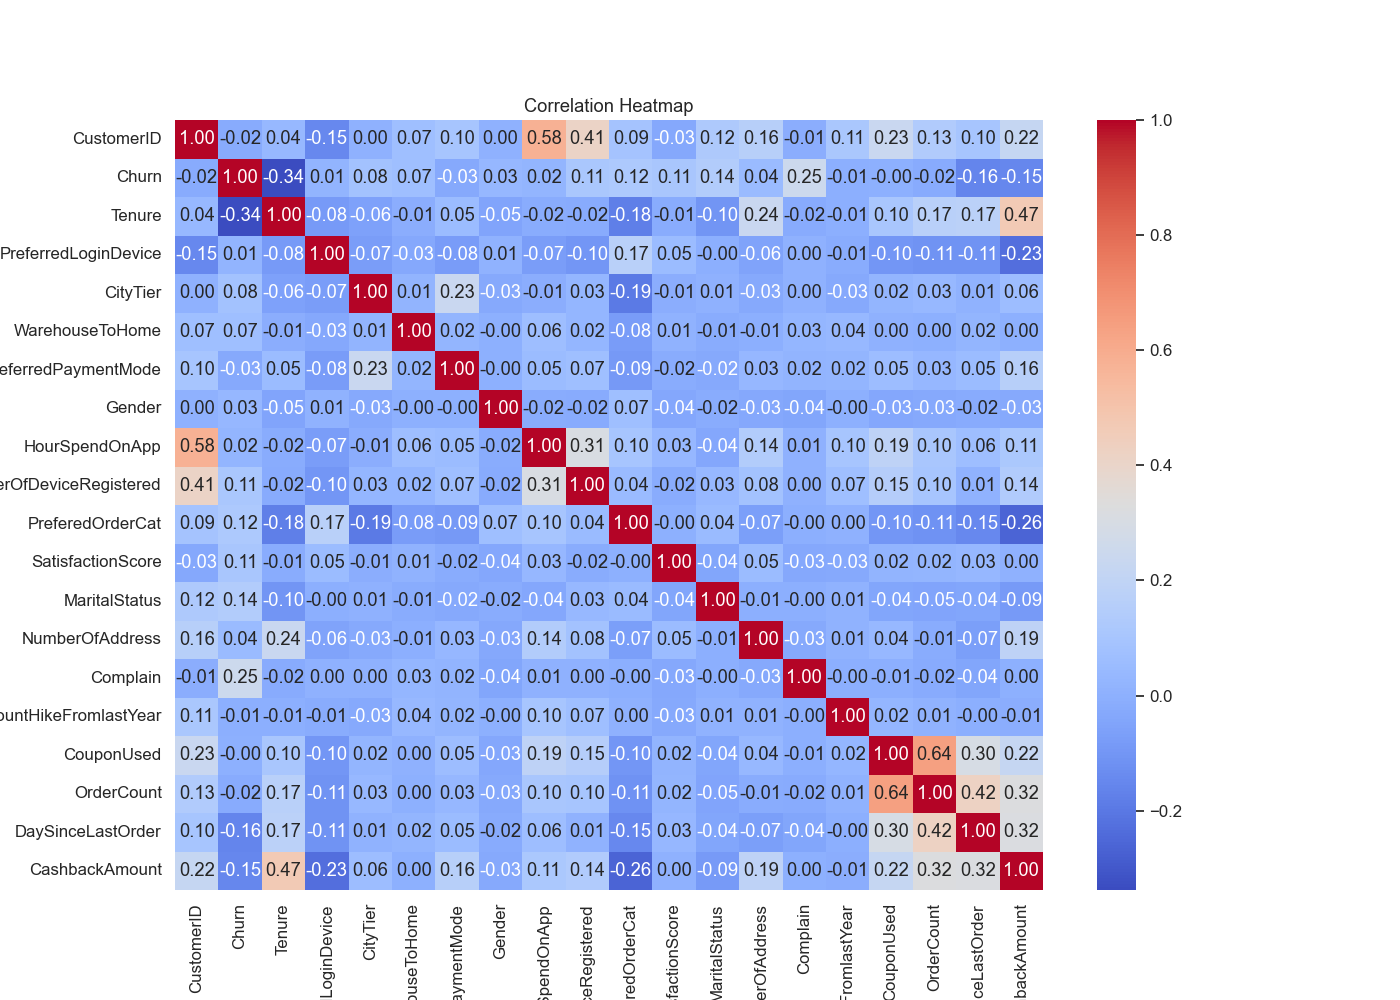 Correlation Heatmap
CustomerID 1.00 -0.02 0.04 -0.15 0.00 0.07 0.10 0.00 0.58 0.41 0.09 -0.03 0.12 0.16 -0.01 0.11 0.23 0.13 0.10 0.22
Churn -0.02 1.00 -0.34 0.01 0.08 0.07 -0.03 0.03 0.02 0.11 0.12 0.11 0.14 0.04 0.25 -0.01 -0.00 -0.02 -0.16 -0.15
Tenure 0.04 -0.34 1.00 -0.08 -0.06 -0.01 0.05 -0.05 -0.02 -0.02 -0.18 -0.01 -0.10 0.24 -0.02 -0.01 0.10 0.17 0.17 0.47
PreferredLoginDevice -0.15 0.01 -0.08 1.00 -0.07 -0.03 -0.08 0.01 -0.07 -0.10 0.17 0.05 -0.00 -0.06 0.00 -0.01 -0.10 -0.11 -0.11 -0.23
CityTier 0.00 0.08 -0.06 -0.07 1.00 0.01 0.23 -0.03 -0.01 0.03 -0.19 -0.01 0.01 -0.03 0.00 -0.03 0.02 0.03 0.01 0.06
WarehouseToHome 0.07 0.07 -0.01 -0.03 0.01 1.00 0.02 -0.00 0.06 0.02 -0.08 0.01 -0.01 -0.01 0.03 0.04 0.00 0.00 0.02 0.00
eferredPaymentMode 0.10 -0.03 0.05 -0.08 0.23 0.02 1.00 -0.00 0.05 0.07 -0.09 -0.02 -0.02 0.03 0.02 0.02 0.05 0.03 0.05 0.16
Gender 0.00 0.03 -0.05 0.01 -0.03 -0.00 -0.00 1.00 -0.02 -0.02 0.07 -0.04 -0.02 -0.03 -0.04 -0.00 -0.03 -0.03 -0.02 -0.03
HourSpendOnApp 0.58 0.02 -0.02 -0.07 -0.01 0.06 0.05 -0.02 1.00 0.31 0.10 0.03 -0.04 0.14 0.01 0.10 0.19 0.10 0.06 0.11
erOfDeviceRegistered 0.41 0.11 -0.02 -0.10 0.03 0.02 0.07 -0.02 0.31 1.00 0.04 -0.02 0.03 0.08 0.00 0.07 0.15 0.10 0.01 0.14
PreferedOrderCat 0.09 0.12 -0.18 0.17 -0.19 -0.08 -0.09 0.07 0.10 0.04 1.00 -0.00 0.04 -0.07 -0.00 0.00 -0.10 -0.11 -0.15 -0.26
SatisfactionScore -0.03 0.11 -0.01 0.05 -0.01 0.01 -0.02 -0.04 0.03 -0.02 -0.00 1.00 -0.04 0.05 -0.03 -0.03 0.02 0.02 0.03 0.00
MaritalStatus 0.12 0.14 -0.10 -0.00 0.01 -0.01 -0.02 -0.02 -0.04 0.03 0.04 -0.04 1.00 -0.01 -0.00 0.01 -0.04 -0.05 -0.04 -0.09
NumberOfAddress 0.16 0.04 0.24 -0.06 -0.03 -0.01 0.03 -0.03 0.14 0.08 -0.07 0.05 -0.01 1.00 -0.03 0.01 0.04 -0.01 -0.07 0.19
Complain -0.01 0.25 -0.02 0.00 0.00 0.03 0.02 -0.04 0.01 0.00 -0.00 -0.03 -0.00 -0.03 1.00 -0.00 -0.01 -0.02 -0.04 0.00
ountHikeFromlastYear 0.11 -0.01 -0.01 -0.01 -0.03 0.04 0.02 -0.00 0.10 0.07 0.00 -0.03 0.01 0.01 -0.00 1.00 0.02 0.01 -0.00 -0.01
CouponUsed 0.23 -0.00 0.10 -0.10 0.02 0.00 0.05 -0.03 0.19 0.15 -0.10 0.02 -0.04 0.04 -0.01 0.02 1.00 0.64 0.30 0.22
OrderCount 0.13 -0.02 0.17 -0.11 0.03 0.00 0.03 -0.03 0.10 0.10 -0.11 0.02 -0.05 -0.01 -0.02 0.01 0.64 1.00 0.42 0.32
DaySinceLastOrder 0.10 -0.16 0.17 -0.11 0.01 0.02 0.05 -0.02 0.06 0.01 -0.15 0.03 -0.04 -0.07 -0.04 -0.00 0.30 0.42 1.00 0.32
CashbackAmount 0.22 -0.15 0.47 -0.23 0.06 0.00 0.16 -0.03 0.11 0.14 -0.26 0.00 -0.09 0.19 0.00 -0.01 0.22 0.32 0.32 1.00
CustomerID
Churn
Tenure
LoginDevice
CityTier
ouseToHome
aymentMode
Gender
SpendOnApp
ceRegistered
redOrderCat
sfactionScore
MaritalStatus
erOfAddress
Complain
FromlastYear
CouponUsed
OrderCount
ceLastOrder
hbackAmount
1.0
0.8
0.6
0.4
0.2
0.0
−0.2